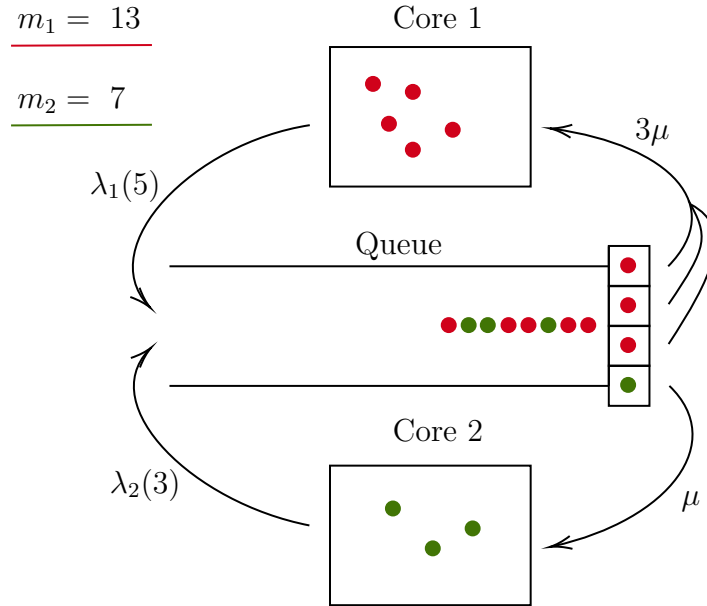 m₁ = 13
Core 1
m₂ = 7
3μ
λ₁(5)
Queue
Core 2
λ₂(3)
μ